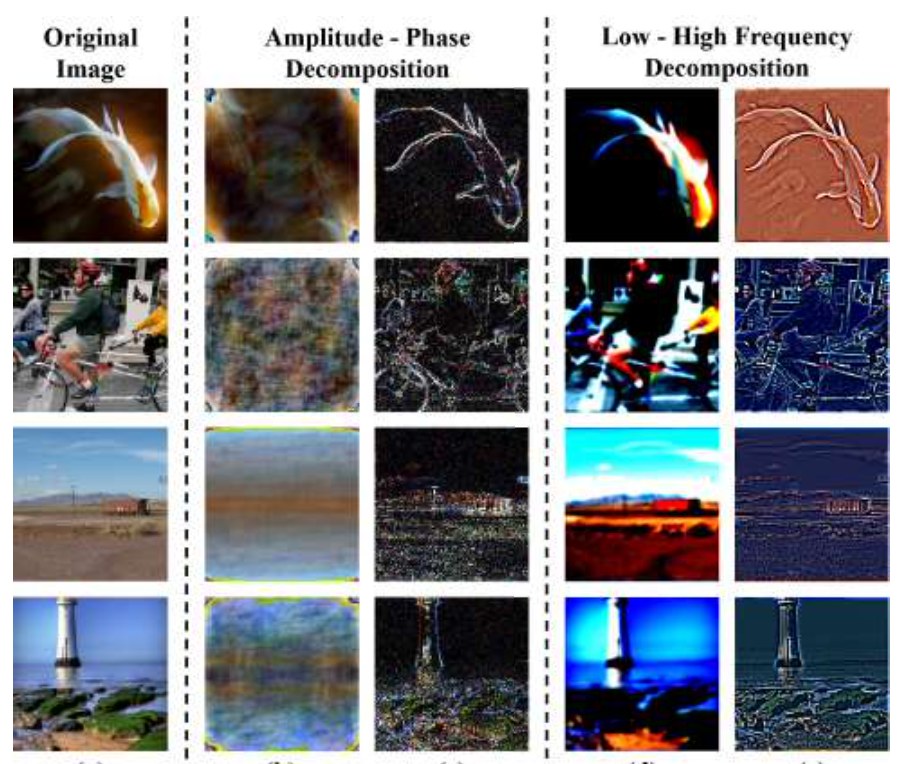 Original
Image
Amplitude - Phase
Decomposition
Low - High Frequency
Decomposition